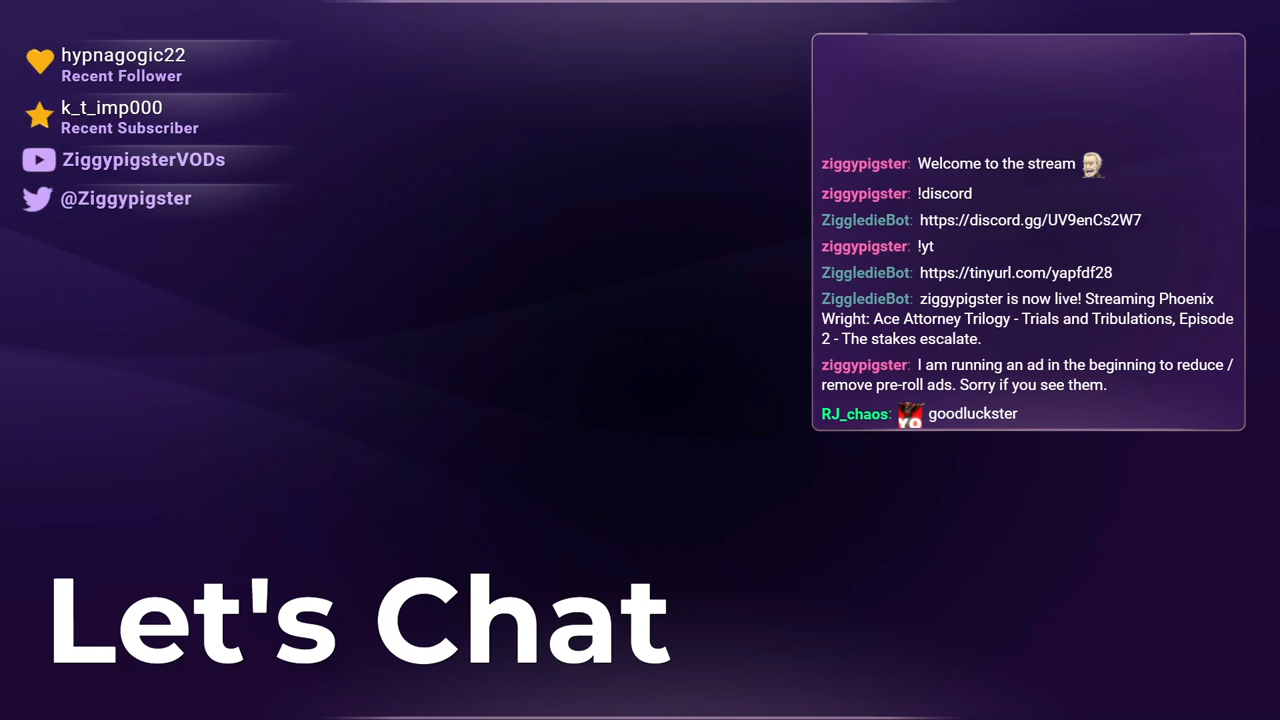 hypnagogic22
Recent Follower
k_t_imp000
Recent Subscriber
ZiggypigsterVODs
@Ziggypigster
ziggypigster: Welcome to the stream
ziggypigster: !discord
ZiggledieBot: https://discord.gg/UV9enCs2W7
ziggypigster: !yt
ZiggledieBot: https://tinyurl.com/yapfdf28
ZiggledieBot: ziggypigster is now live! Streaming Phoenix
Wright: Ace Attorney Trilogy - Trials and Tribulations, Episode
2 - The stakes escalate.
ziggypigster: I am running an ad in the beginning to reduce /
remove pre-roll ads. Sorry if you see them.
RJ_chaos: YO goodluckster
Let's Chat